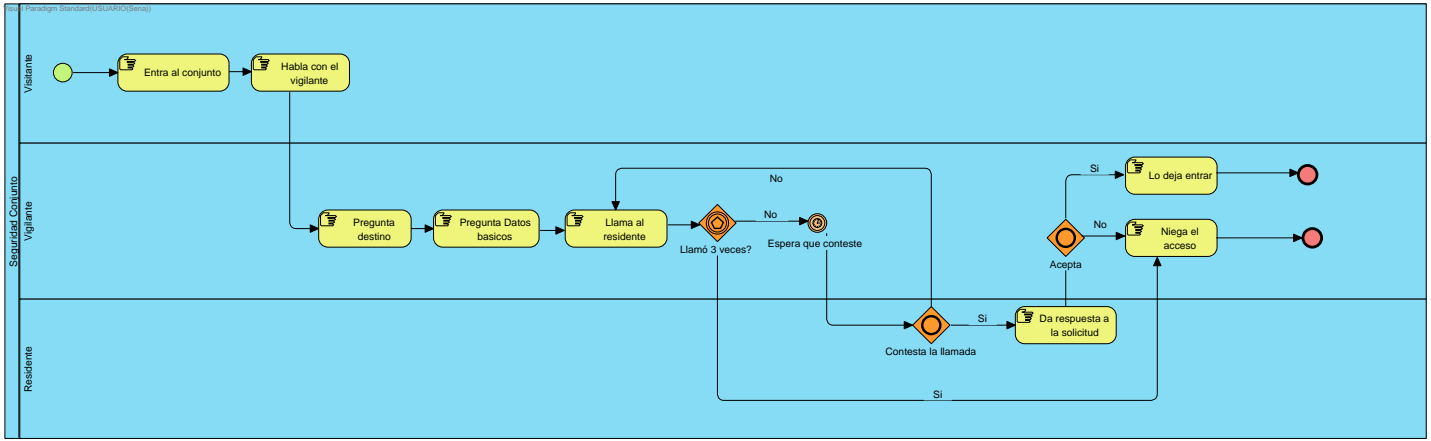 Visual Paradigm Standard(USUARIO(Sena))
Seguridad Conjunto
Visitante
Entra al conjunto
Habla con el
vigilante
Vigilante
Pregunta
destino
Pregunta Datos
basicos
Llama al
residente
No
Llamó 3 veces?
No
Espera que conteste
Acepta
Si
No
Lo deja entrar
Niega el
acceso
Residente
Contesta la llamada
Si
Da respuesta a
la solicitud
Si